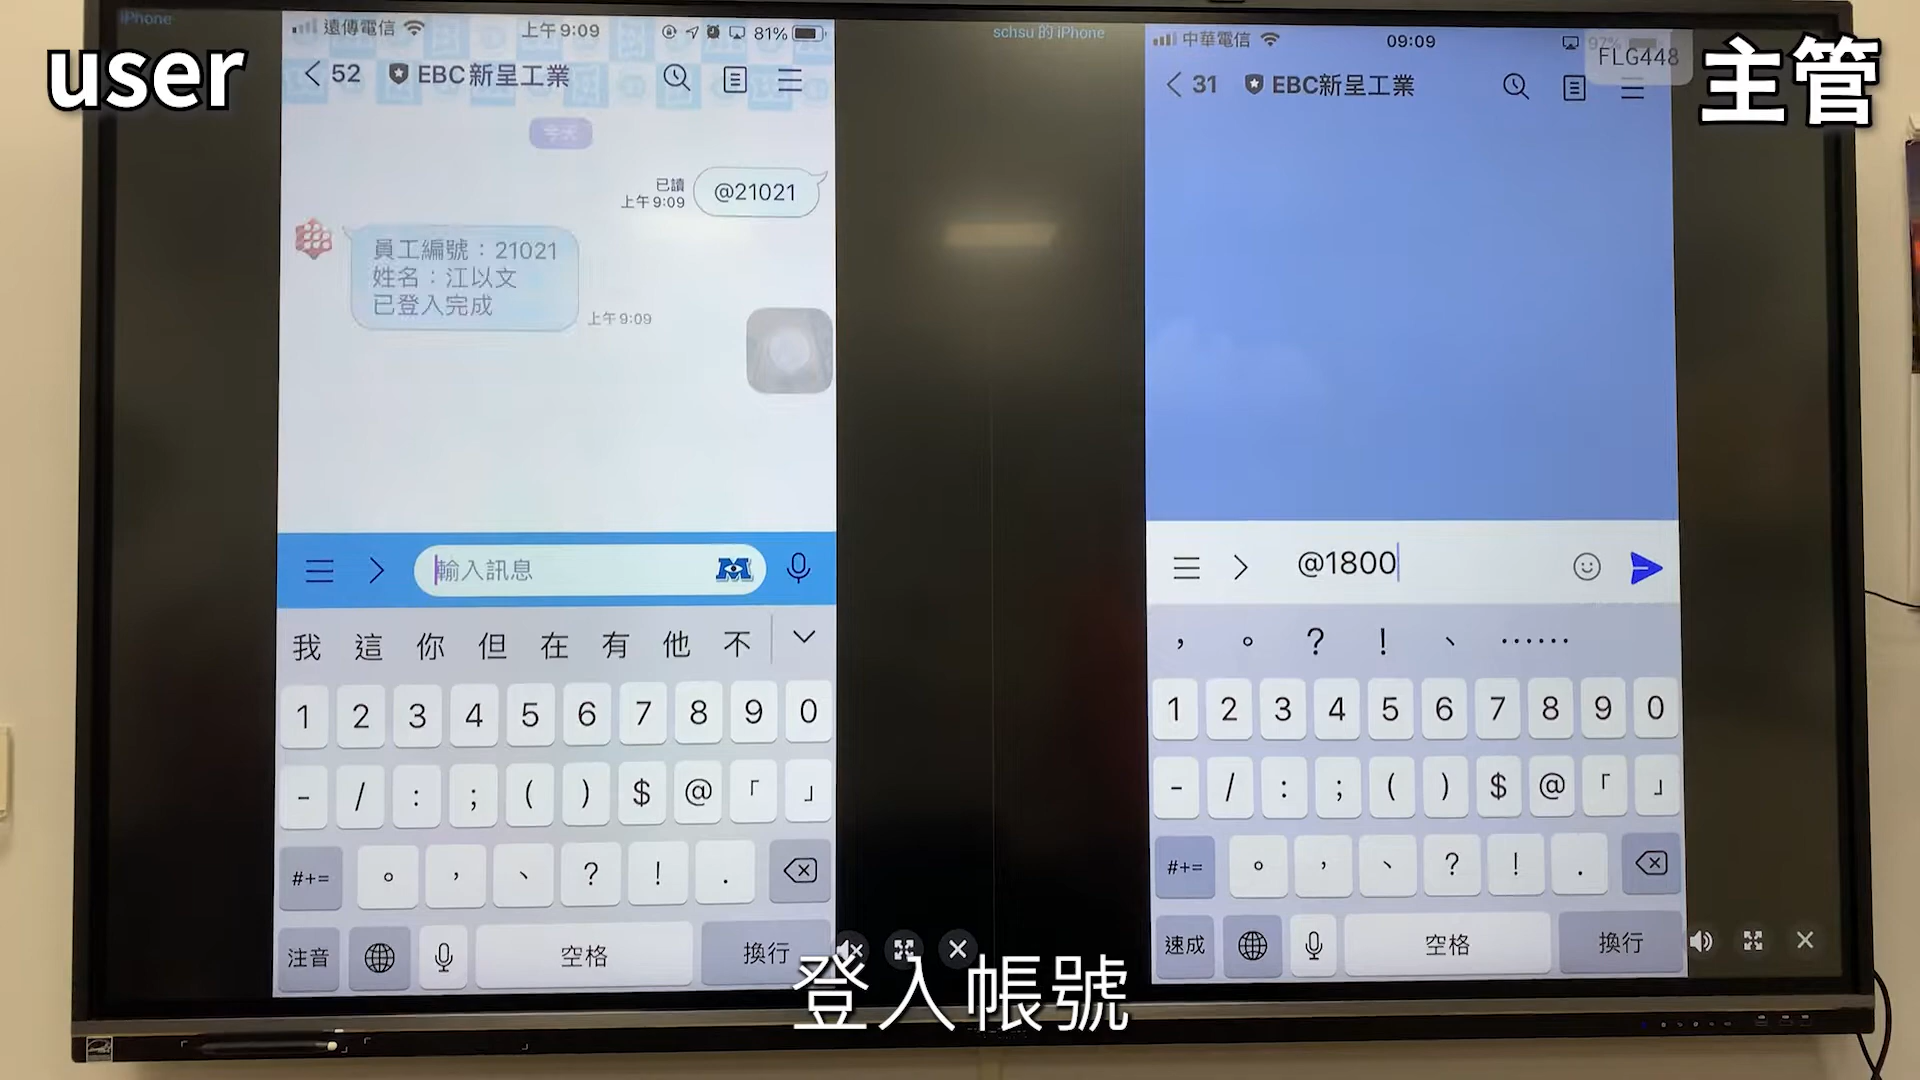 iPhone
user
遠傳電信
上午9:09
81%
52
EBC新呈工業
今天
已讀
上午9:09
@21021
員工編號：21021
姓名：江以文
已登入完成
上午9:09
輸入訊息
我 這 你 但 在 有 他 不
1 2 3 4 5 6 7 8 9 0
- / : ; ( ) $ @ 「 」
#+= 。 ， 、 ? ! .
注音 空格 換行
schsu 的 iPhone
中華電信
09:09
97%
FLG448
主管
31
EBC新呈工業
@1800
， 。 ? ! 、 ……
1 2 3 4 5 6 7 8 9 0
- / : ; ( ) $ @ 「 」
#+= 。 ， 、 ? ! .
速成 空格 換行
登入帳號